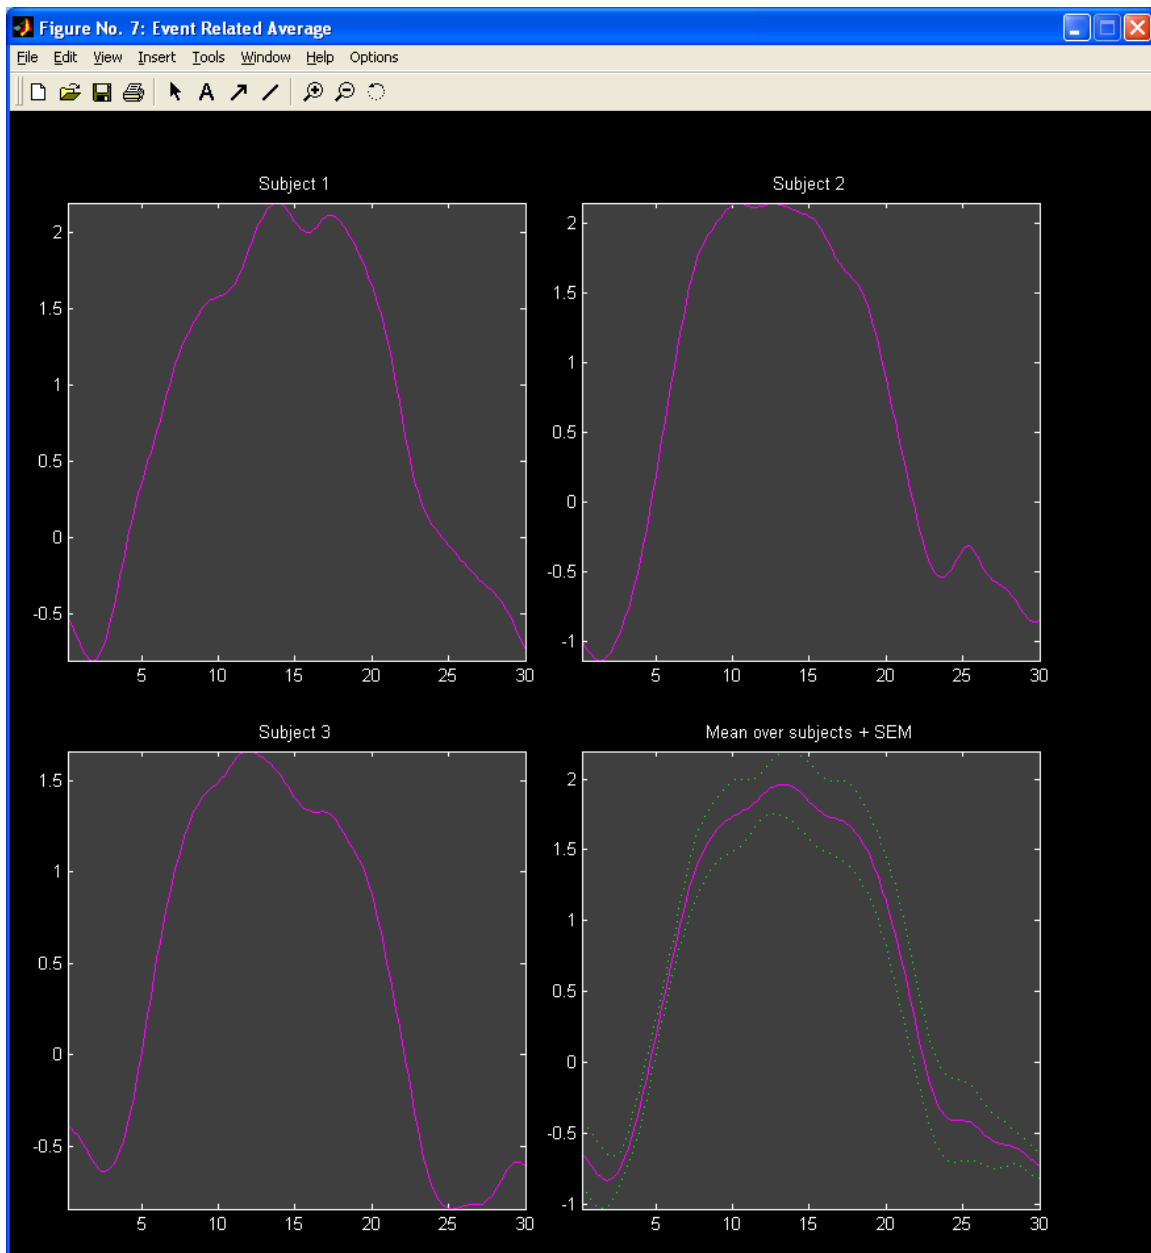 Figure No. 7: Event Related Average
File Edit View Insert Tools Window Help Options
A
Subject 1
2
1.5
1
0.5
0
-0.5
5 10 15 20 25 30
Subject 2
2
1.5
1
0.5
0
-0.5
-1
5 10 15 20 25 30
Subject 3
1.5
1
0.5
0
-0.5
5 10 15 20 25 30
Mean over subjects + SEM
2
1.5
1
0.5
0
-0.5
-1
5 10 15 20 25 30